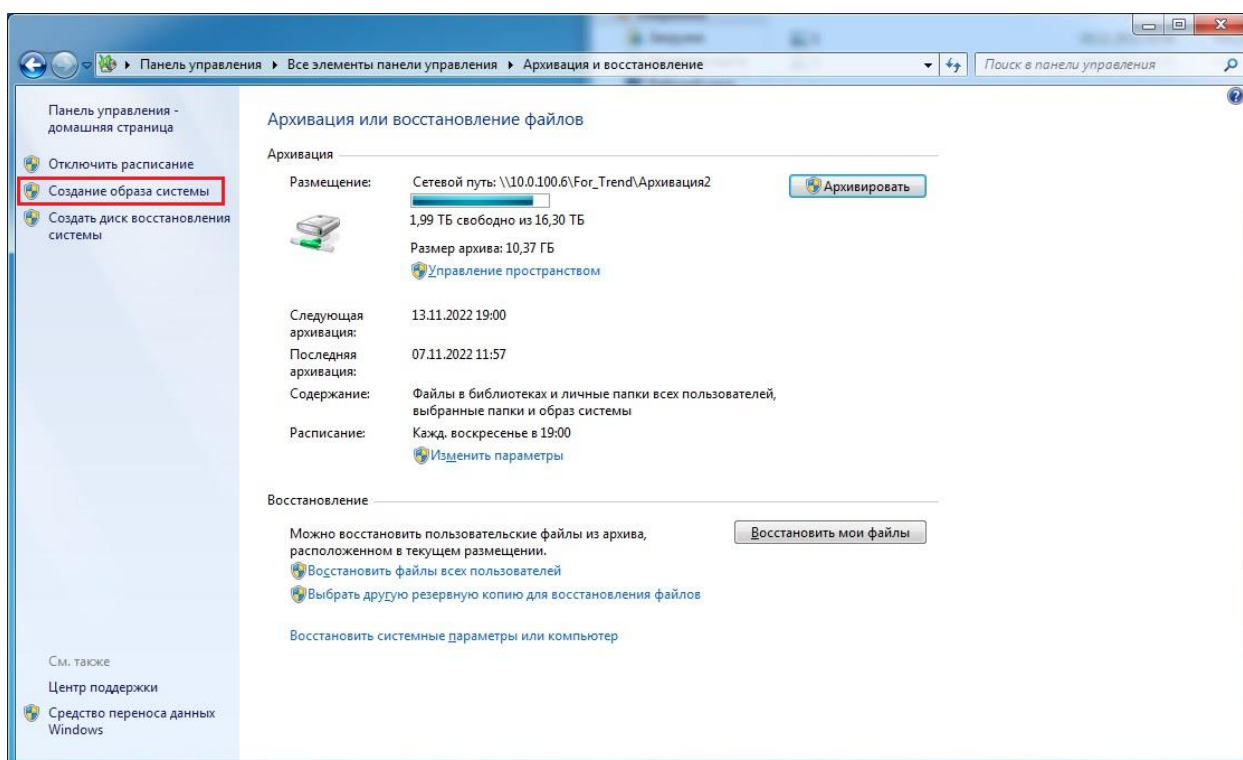 Панель управления ▸ Все элементы панели управления ▸ Архивация и восстановление
Поиск в панели управления
Панель управления -
домашняя страница
Отключить расписание
Создание образа системы
Создать диск восстановления
системы
Архивация или восстановление файлов
Архивация
Размещение:
Сетевой путь: \\10.0.100.6\For_Trend\Архивация2
Архивировать
1,99 ТБ свободно из 16,30 ТБ
Размер архива: 10,37 ГБ
Управление пространством
Следующая
архивация:
13.11.2022 19:00
Последняя
архивация:
07.11.2022 11:57
Содержание:
Файлы в библиотеках и личные папки всех пользователей,
выбранные папки и образ системы
Расписание:
Кажд. воскресенье в 19:00
Изменить параметры
Восстановление
Можно восстановить пользовательские файлы из архива,
расположенном в текущем размещении.
Восстановить мои файлы
Восстановить файлы всех пользователей
Выбрать другую резервную копию для восстановления файлов
Восстановить системные параметры или компьютер
См. также
Центр поддержки
Средство переноса данных
Windows